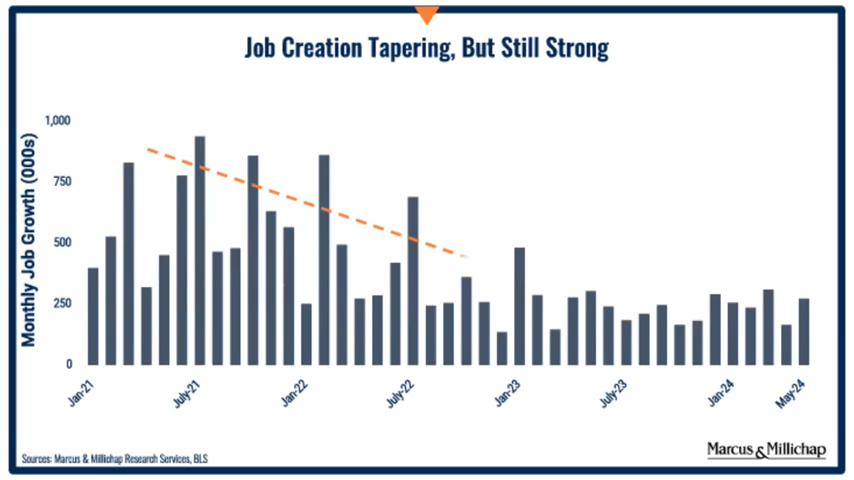 Job Creation Tapering, But Still Strong
Monthly Job Growth (000s)
1,000
750
500
250
0
Jan-21
July-21
Jan-22
July-22
Jan-23
July-23
Jan-24
May-24
Sources: Marcus & Millichap Research Services, BLS
Marcus & Millichap